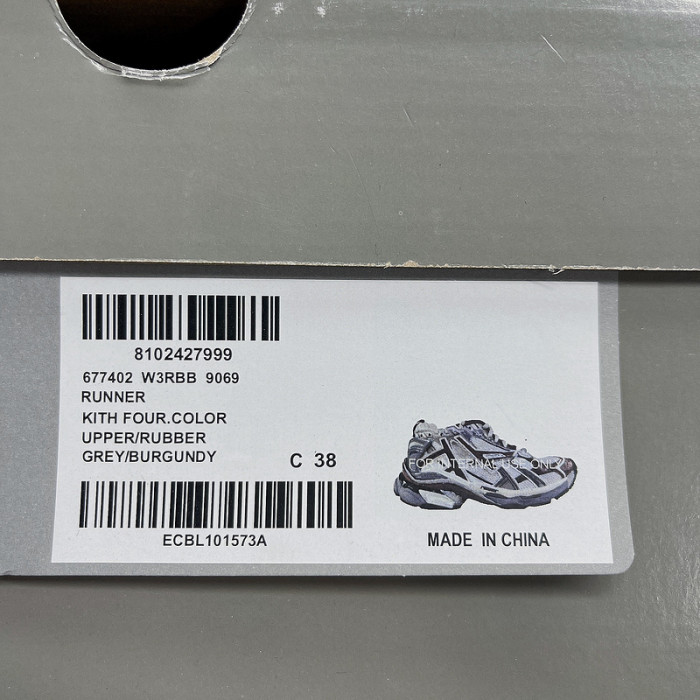 8102427999
677402 W3RBB 9069
RUNNER
KITH FOUR.COLOR
UPPER/RUBBER
GREY/BURGUNDY
C 38
FOR INTERNAL USE ONLY
ECBL101573A
MADE IN CHINA